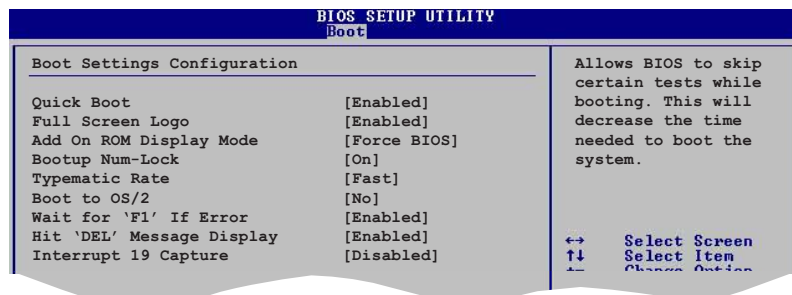 BIOS SETUP UTILITY
Boot
Boot Settings Configuration
Quick Boot [Enabled]
Full Screen Logo [Enabled]
Add On ROM Display Mode [Force BIOS]
Bootup Num-Lock [On]
Typematic Rate [Fast]
Boot to OS/2 [No]
Wait for ‘F1’ If Error [Enabled]
Hit ‘DEL’ Message Display [Enabled]
Interrupt 19 Capture [Disabled]
Allows BIOS to skip
certain tests while
booting. This will
decrease the time
needed to boot the
system.
↔ Select Screen
↑↓ Select Item
+- Change Option